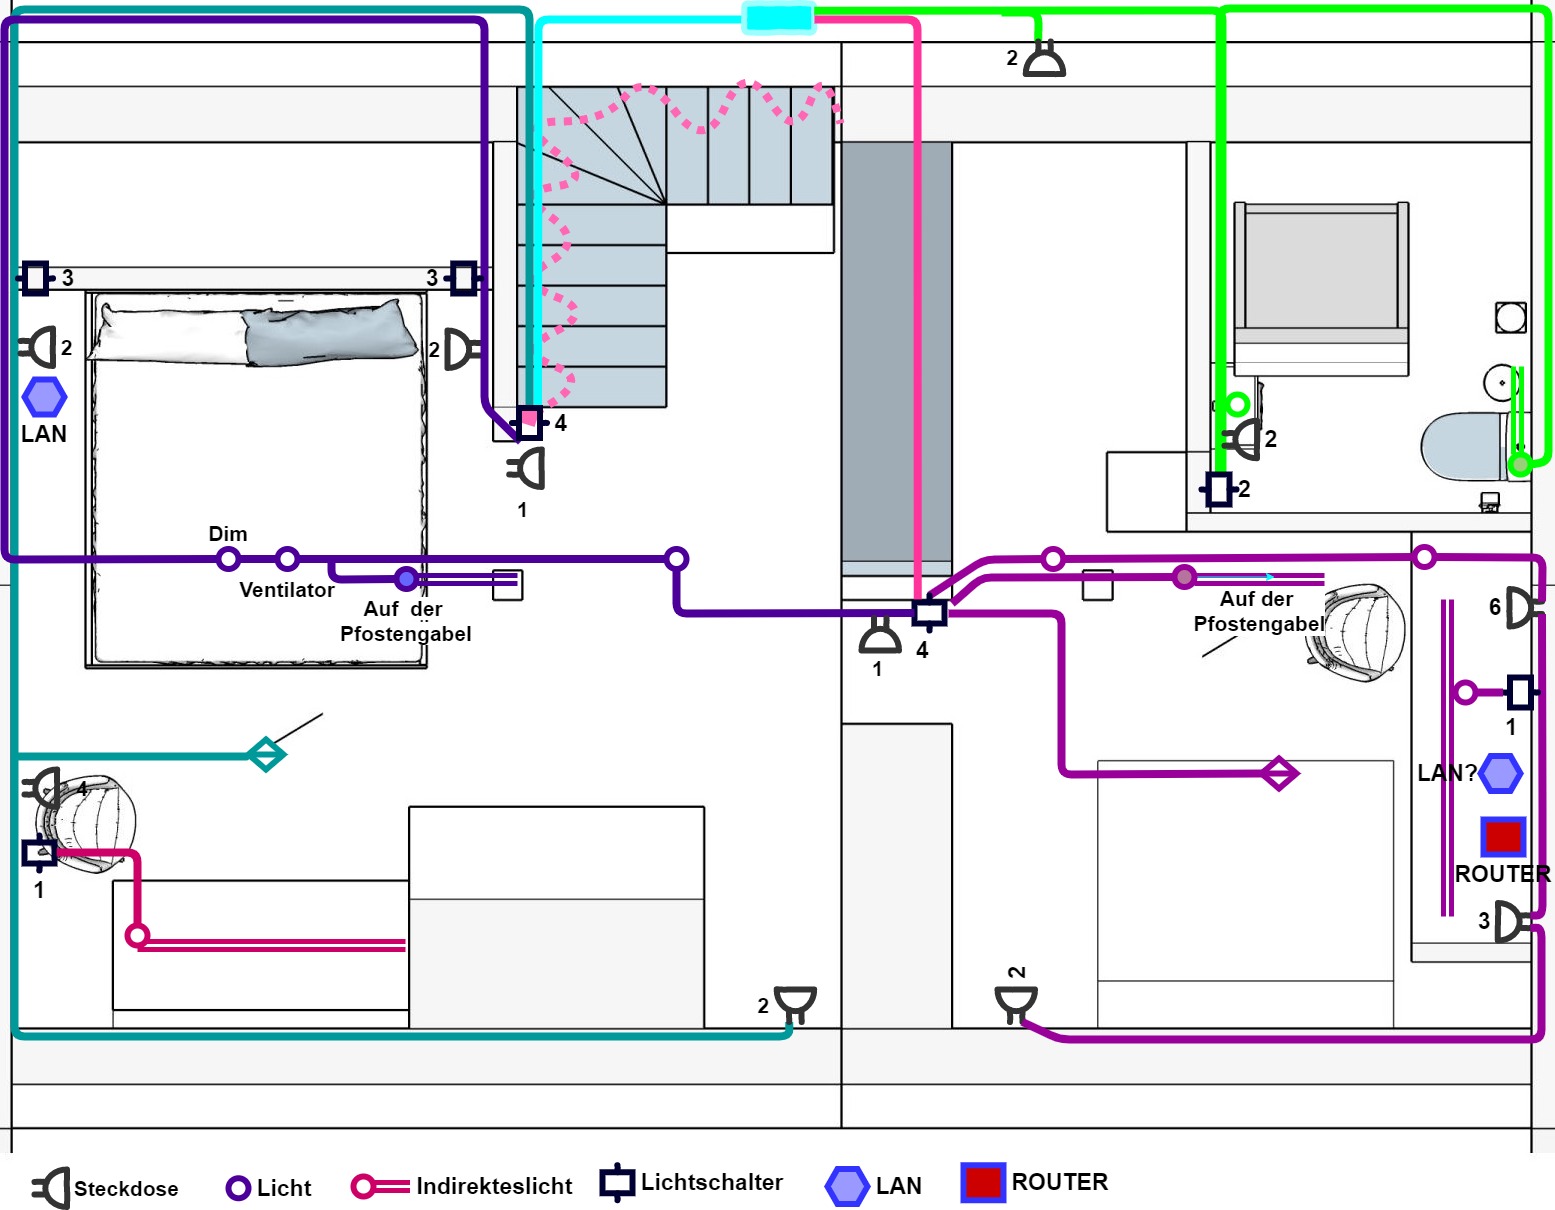 2
3
3
2
2
LAN
4
1
2
2
Dim
Ventilator
Auf der
Pfostengabel
Auf der
Pfostengabel
6
1
4
1
LAN?
4
ROUTER
1
3
2
2
Steckdose
Licht
Indirekteslicht
Lichtschalter
LAN
ROUTER